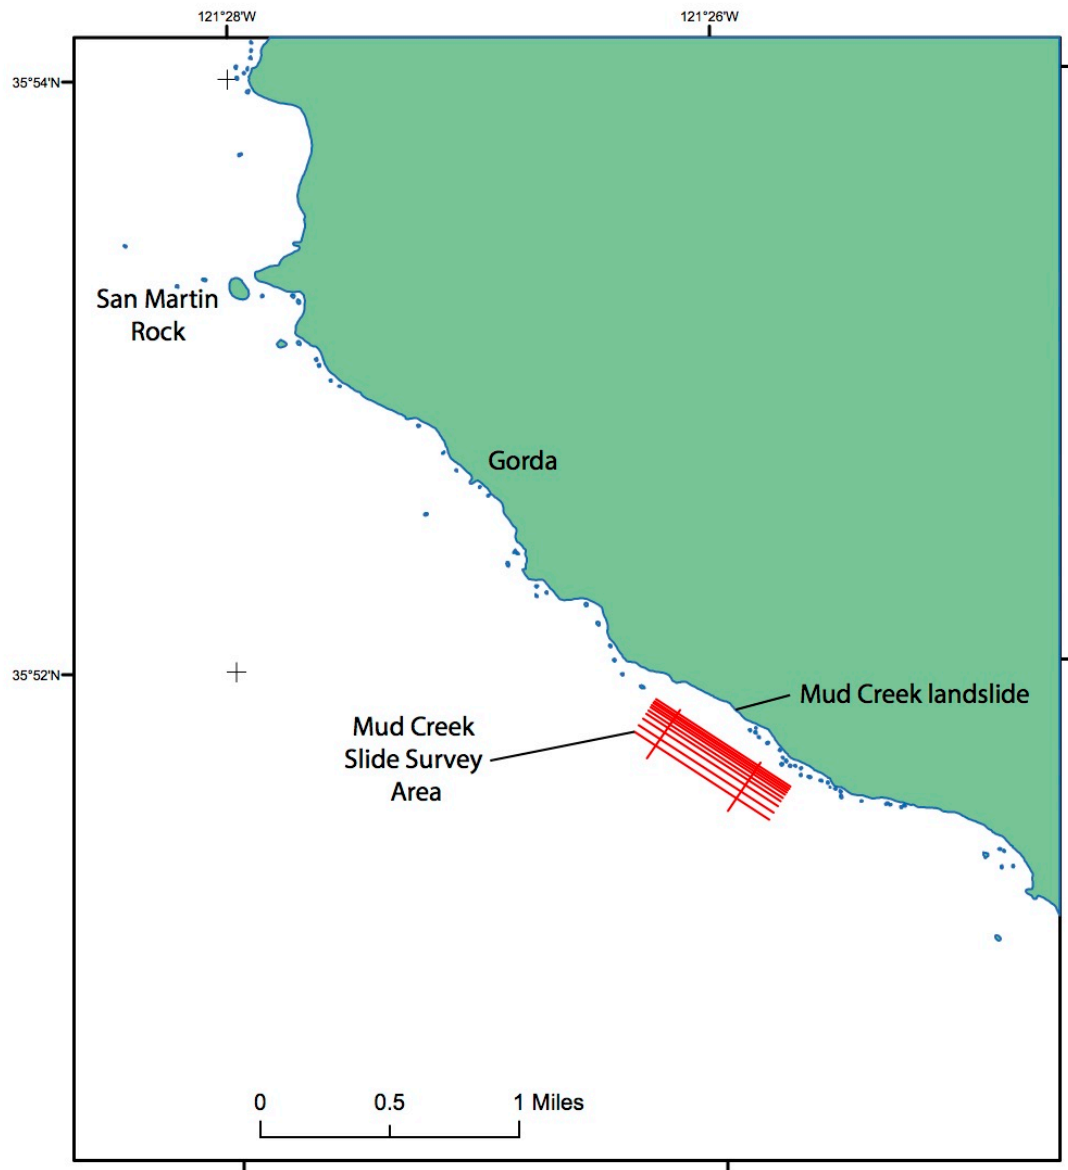 121°28'W
121°26'W
35°54'N
San Martin
Rock
Gorda
35°52'N
Mud Creek landslide
Mud Creek
Slide Survey
Area
0
0.5
1 Miles